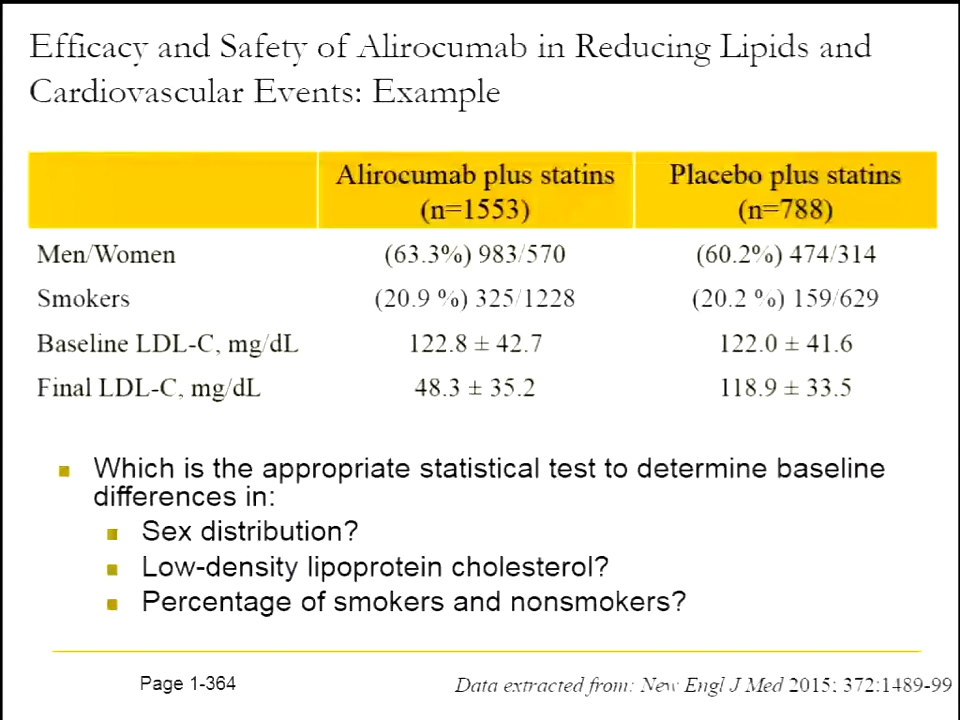 Efficacy and Safety of Alirocumab in Reducing Lipids and
Cardiovascular Events: Example
Alirocumab plus statins (n=1553) Placebo plus statins (n=788)
Men/Women (63.3%) 983/570 (60.2%) 474/314
Smokers (20.9 %) 325/1228 (20.2 %) 159/629
Baseline LDL-C, mg/dL 122.8 ± 42.7 122.0 ± 41.6
Final LDL-C, mg/dL 48.3 ± 35.2 118.9 ± 33.5
Which is the appropriate statistical test to determine baseline
differences in:
Sex distribution?
Low-density lipoprotein cholesterol?
Percentage of smokers and nonsmokers?
Page 1-364
Data extracted from: New Engl J Med 2015; 372:1489-99